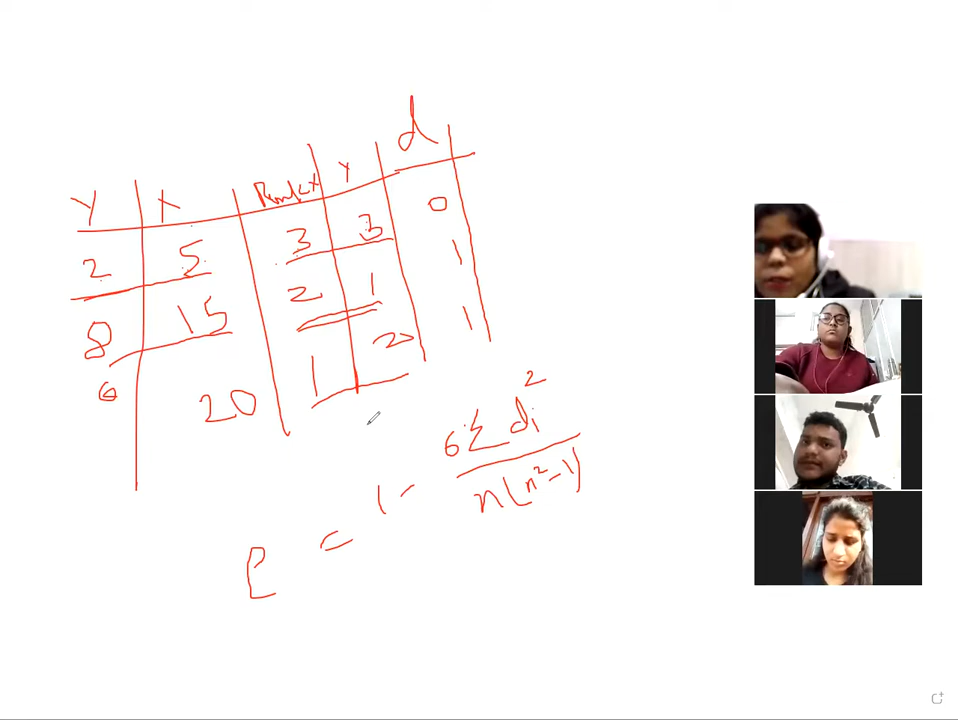 Y X Rank x Y d
2 5 3 3 0
8 15 2 1 1
6 20 1 2 1
ρ = 1 - 6Σdi² / n(n²-1)